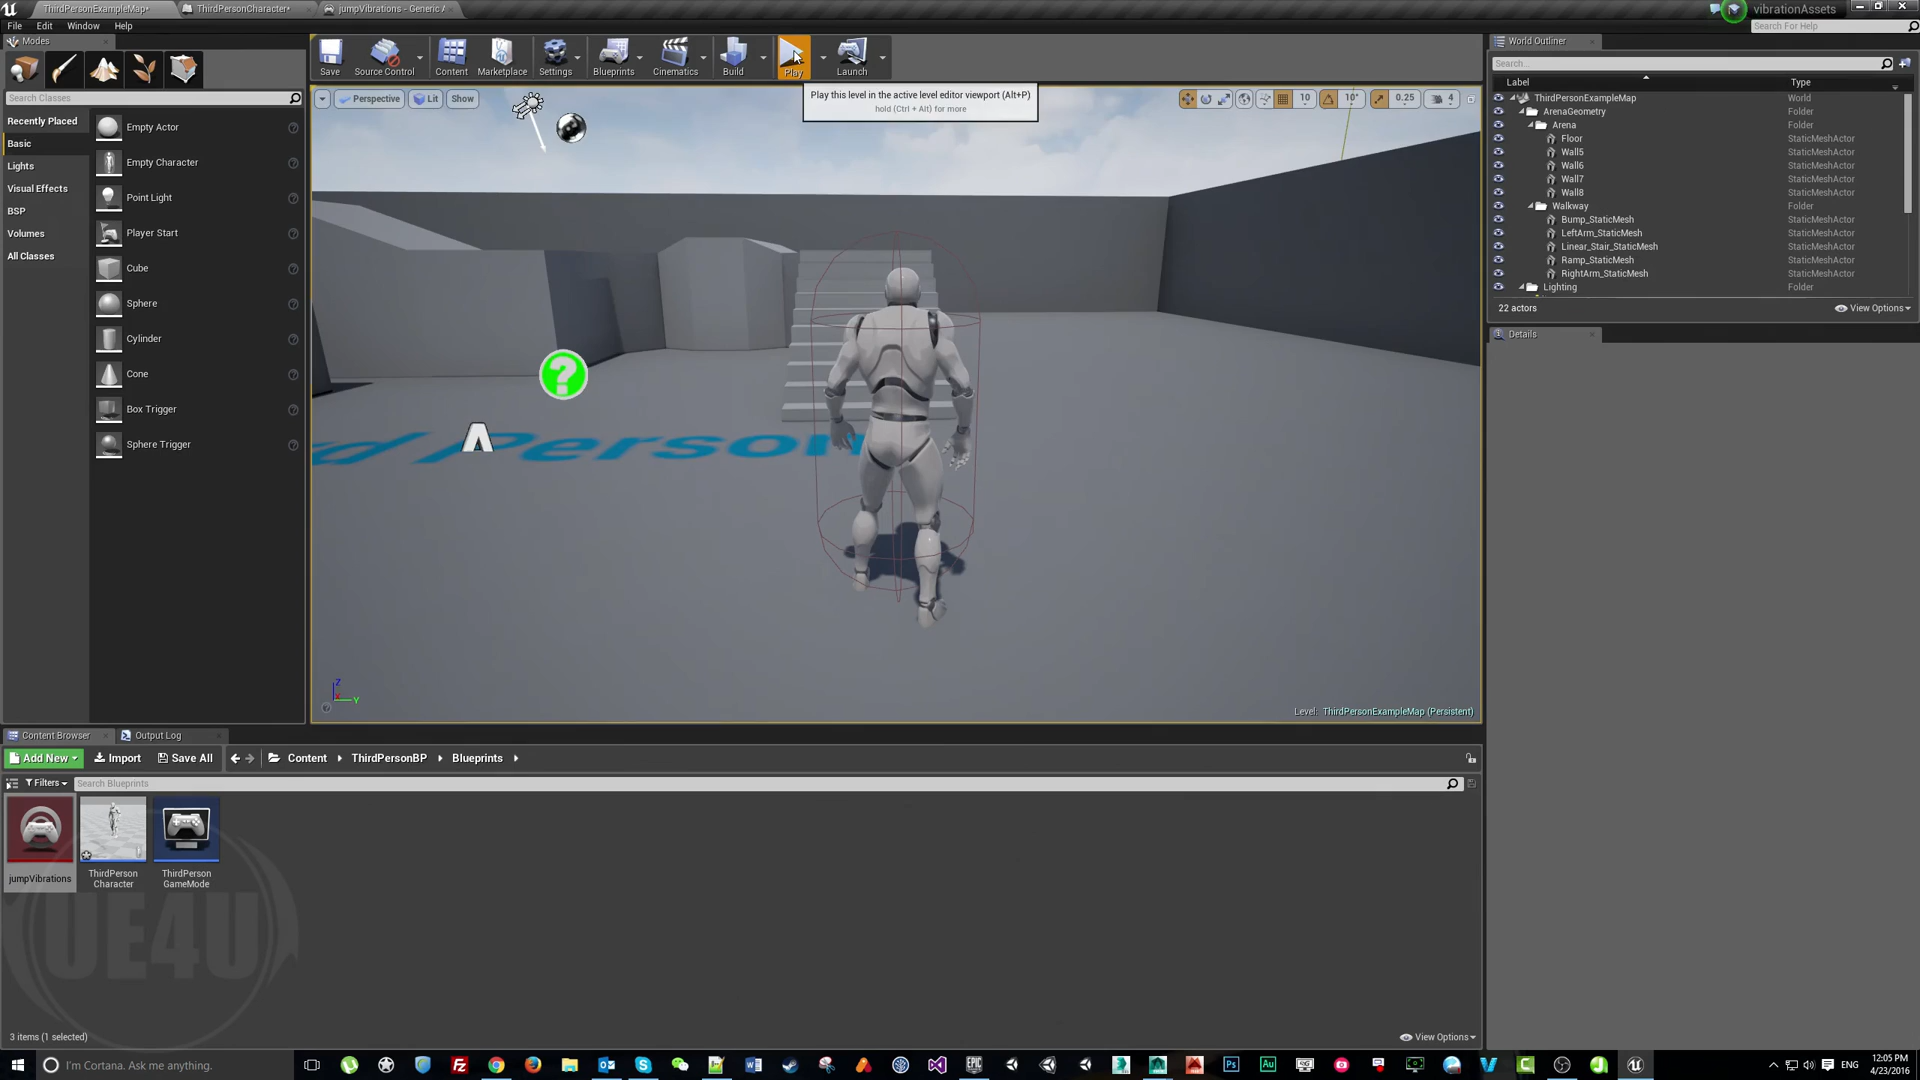 ThirdPersonExampleMap*
ThirdPersonCharacter*
jumpVibrations - Generic A
vibrationAssets
File Edit Window Help
Search For Help
Modes
Search Classes
Recently Placed
Basic
Lights
Visual Effects
BSP
Volumes
All Classes
Empty Actor
Empty Character
Point Light
Player Start
Cube
Sphere
Cylinder
Cone
Box Trigger
Sphere Trigger
Save
Source Control
Content
Marketplace
Settings
Blueprints
Cinematics
Build
Play
Launch
Play this level in the active level editor viewport (Alt+P)
hold (Ctrl + Alt) for more
Perspective
Lit
Show
10
10°
0.25
4
d Person
Z
X
Y
Level: ThirdPersonExampleMap (Persistent)
World Outliner
Search...
Label Type
ThirdPersonExampleMap World
ArenaGeometry Folder
Arena Folder
Floor StaticMeshActor
Wall5 StaticMeshActor
Wall6 StaticMeshActor
Wall7 StaticMeshActor
Wall8 StaticMeshActor
Walkway Folder
Bump_StaticMesh StaticMeshActor
LeftArm_StaticMesh StaticMeshActor
Linear_Stair_StaticMesh StaticMeshActor
Ramp_StaticMesh StaticMeshActor
RightArm_StaticMesh StaticMeshActor
Lighting Folder
22 actors
View Options
Details
Content Browser
Output Log
Add New
Import
Save All
Content
ThirdPersonBP
Blueprints
Filters
Search Blueprints
jumpVibrations
ThirdPerson
Character
ThirdPerson
GameMode
UE4U
3 items (1 selected)
View Options
I'm Cortana. Ask me anything.
ENG
12:05 PM
4/23/2016